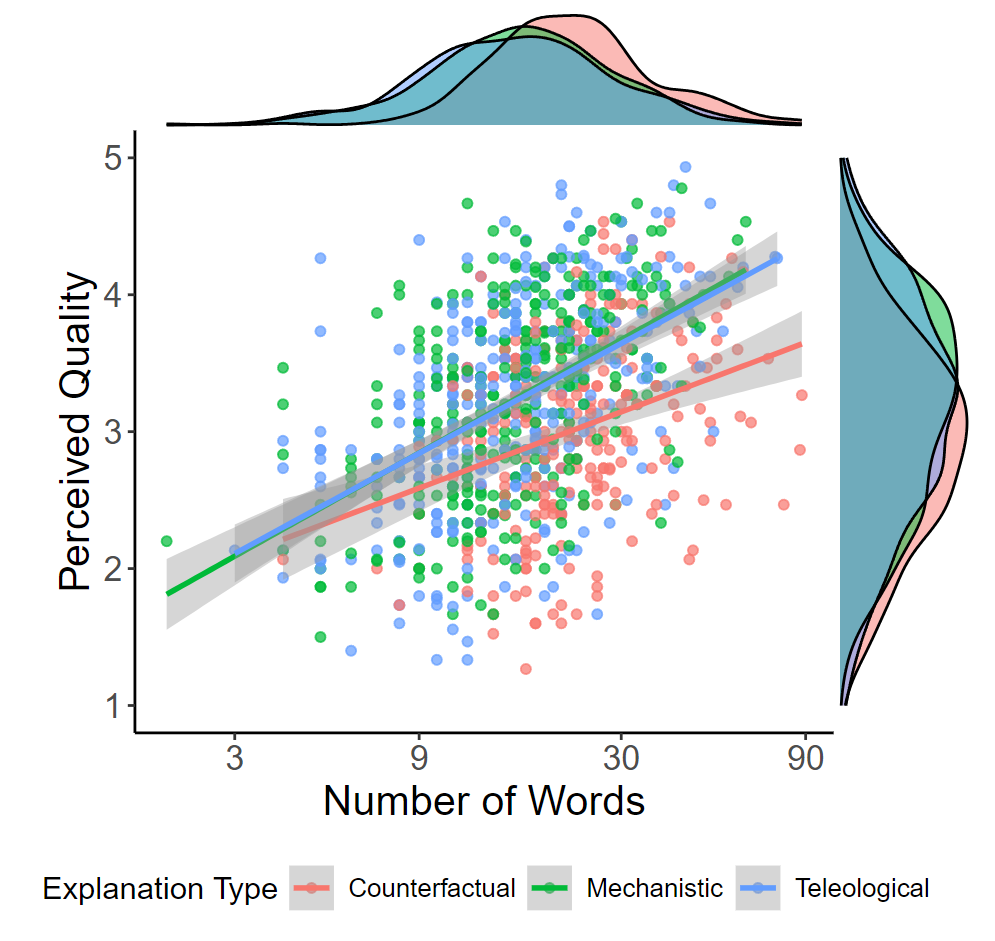 5
4
3
2
1
Perceived Quality
3 9 30 90
Number of Words
Explanation Type Counterfactual Mechanistic Teleological